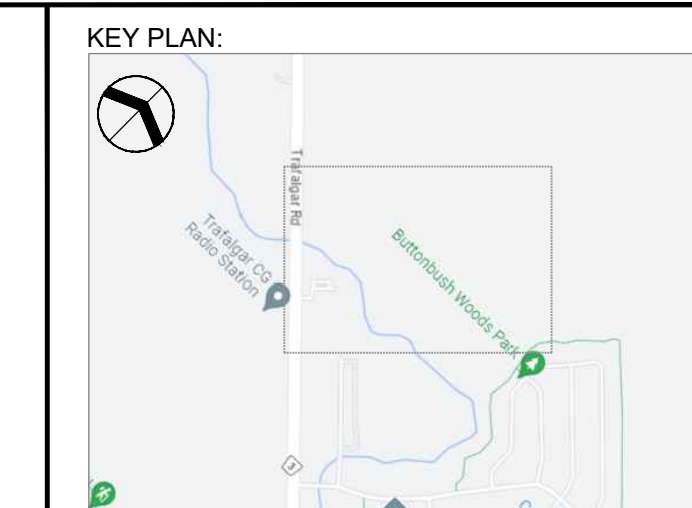 KEY PLAN:
Trafalgar Rd
Trafalgar CG
Radio Station
Buttonbush Woods Park
3